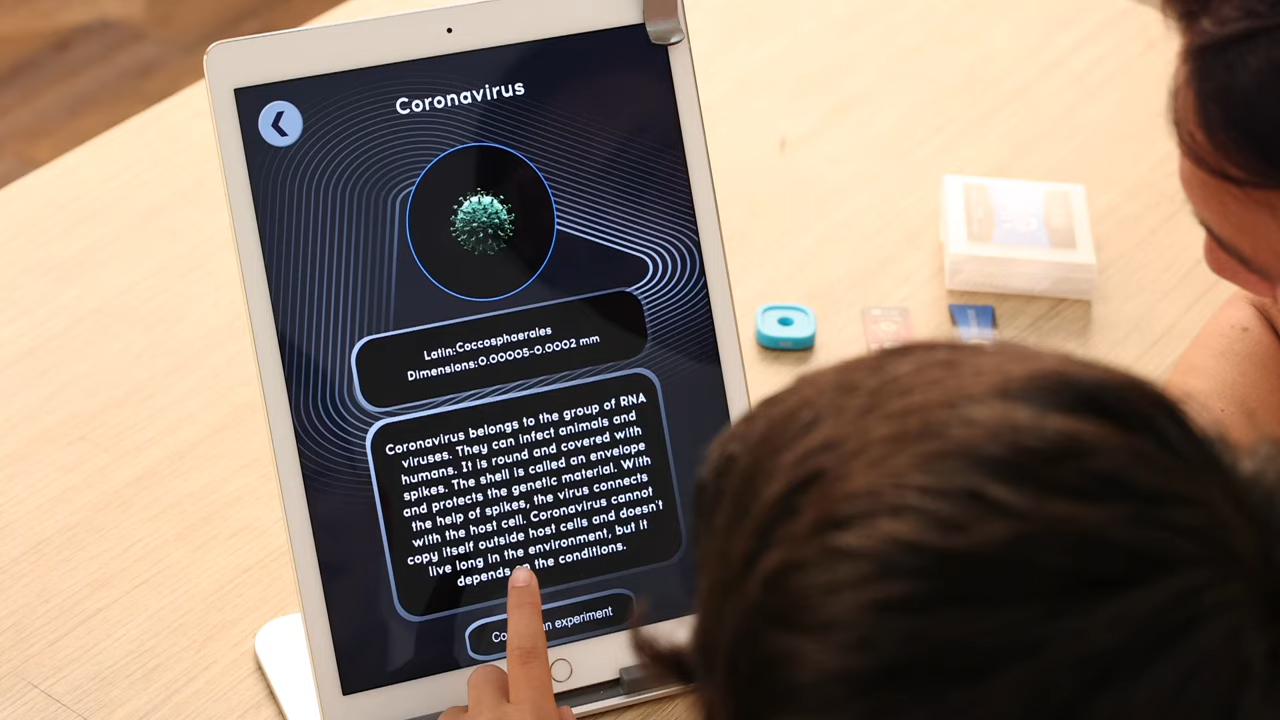 Coronavirus
Latin:Coccosphaerales
Dimensions:0.00005-0.0002 mm
Coronavirus belongs to the group of RNA
viruses. They can infect animals and
humans. It is round and covered with
spikes. The shell is called an envelope
and protects the genetic material. With
the help of spikes, the virus connects
with the host cell. Coronavirus cannot
copy itself outside host cells and doesn't
live long in the environment, but it
depends the conditions.
an experiment